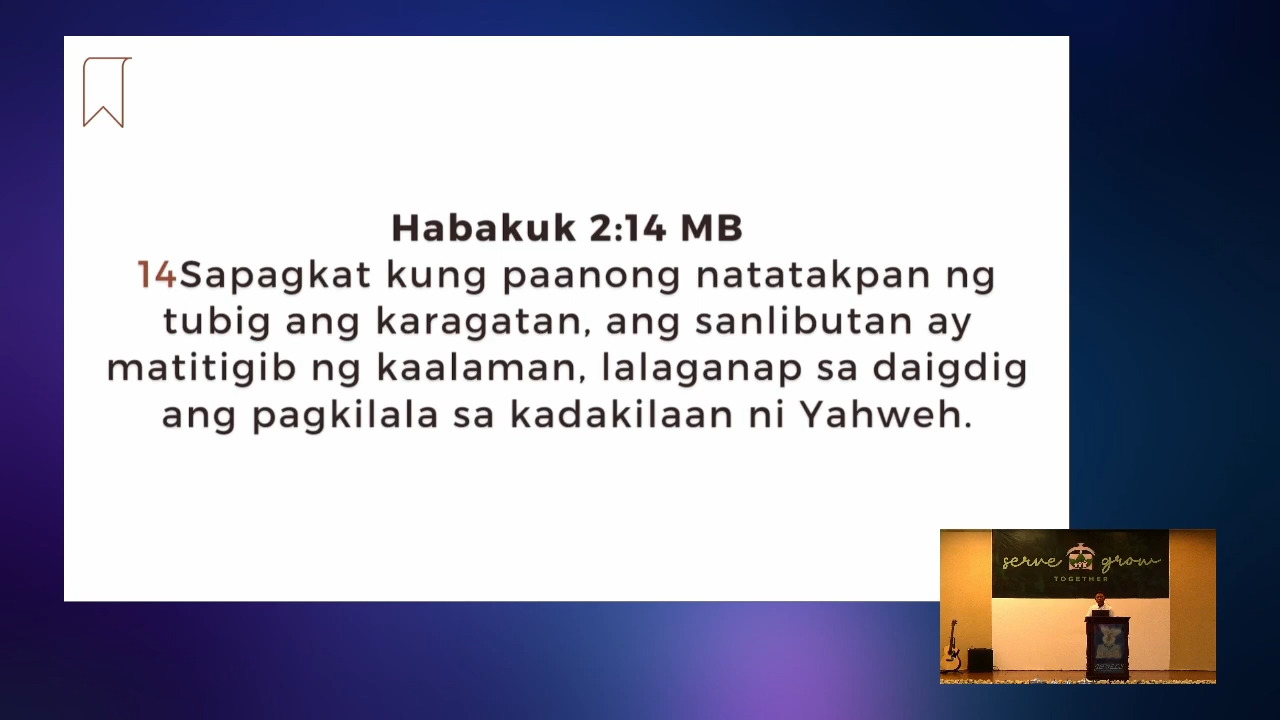 Habakuk 2:14 MB
14Sapagkat kung paanong natatakpan ng
tubig ang karagatan, ang sanlibutan ay
matitigib ng kaalaman, lalaganap sa daigdig
ang pagkilala sa kadakilaan ni Yahweh.
serve grow
TOGETHER